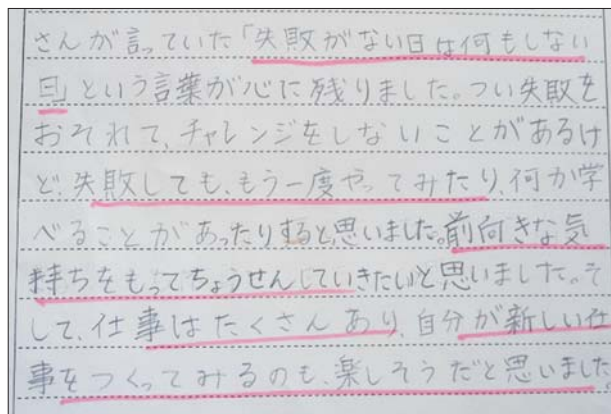 さんが言っていた「失敗がない日は何もしない
日」という言葉が心に残りました。つい失敗を
おそれて、チャレンジをしないことがあるけ
ど、失敗しても、もう一度やってみたり、何か学
べることがあったりすると思いました。前向きな気
持ちをもってちょうせんしていきたいと思いました。そ
して、仕事はたくさんあり、自分が新しい仕
事をつくってみるのも、楽しそうだと思いました